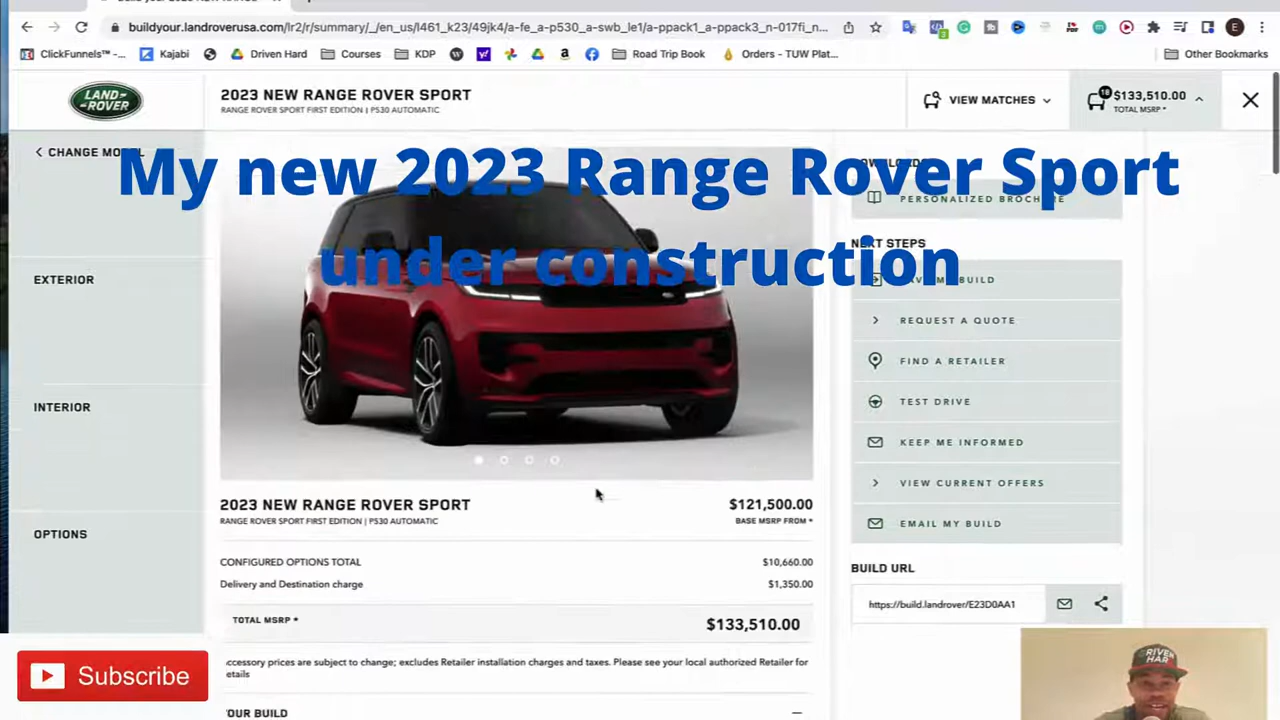 buildyour.landroverusa.com/lr2/r/summary/_/en_us/l461_k23/49jk4/a-fe_a-p530_a-swb_le1/a-ppack1_a-ppack3_n-017fi_n...
E
ClickFunnels™ -... Kajabi Driven Hard Courses KDP Road Trip Book Orders - TUW Plat... Other Bookmarks
LAND-
ROVER
2023 NEW RANGE ROVER SPORT
RANGE ROVER SPORT FIRST EDITION | P530 AUTOMATIC
VIEW MATCHES
18
$133,510.00
TOTAL MSRP *
CHANGE MODEL
My new 2023 Range Rover Sport
under construction
EXTERIOR
INTERIOR
OPTIONS
DOWNLOADS
PERSONALIZED BROCHURE
NEXT STEPS
SAVE MY BUILD
REQUEST A QUOTE
FIND A RETAILER
TEST DRIVE
KEEP ME INFORMED
VIEW CURRENT OFFERS
EMAIL MY BUILD
BUILD URL
https://build.landrover/E23D0AA1
2023 NEW RANGE ROVER SPORT
$121,500.00
RANGE ROVER SPORT FIRST EDITION | P530 AUTOMATIC
BASE MSRP FROM *
CONFIGURED OPTIONS TOTAL
$10,660.00
Delivery and Destination charge
$1,350.00
TOTAL MSRP *
$133,510.00
ccessory prices are subject to change; excludes Retailer installation charges and taxes. Please see your local authorized Retailer for
etails
OUR BUILD
Subscribe
RIVER
HAR